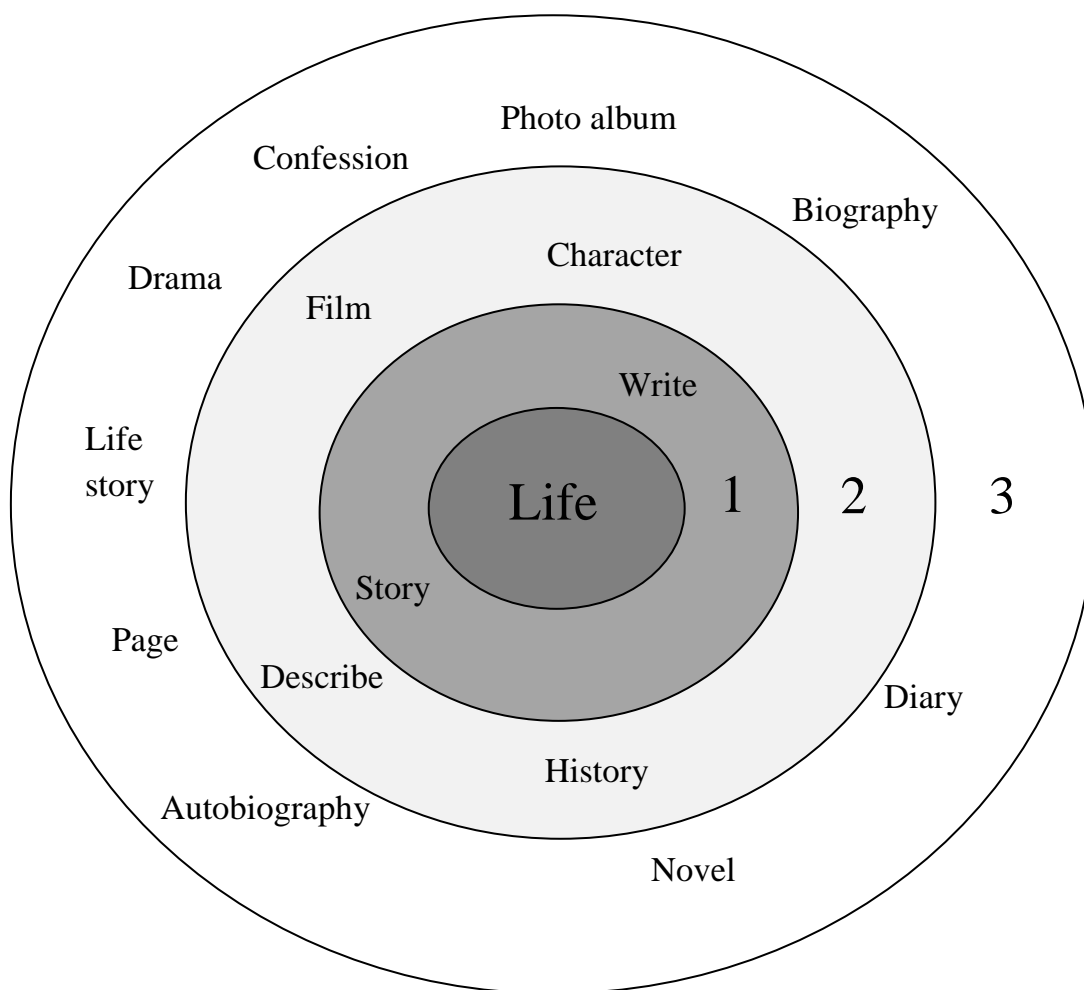 Photo album
Confession
Biography
Character
Drama
Film
Write
Life
story
Life
1
2
3
Story
Page
Describe
Diary
History
Autobiography
Novel